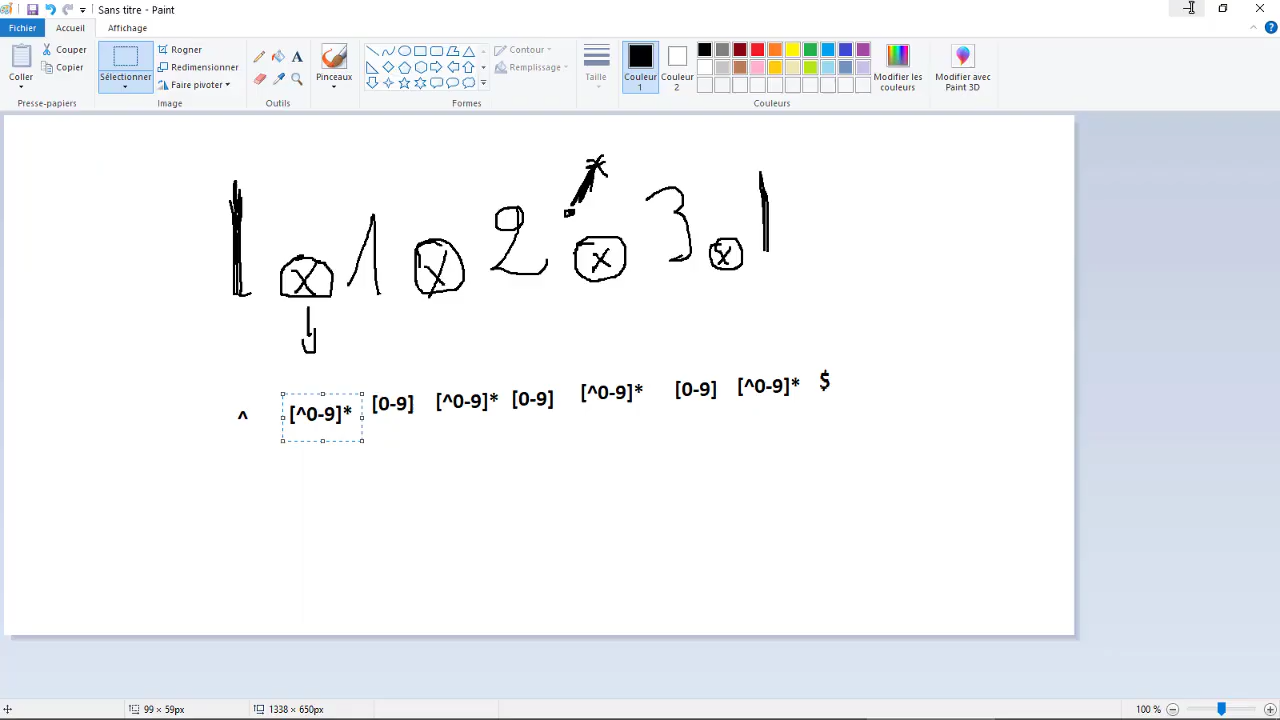 Sans titre - Paint
Fichier Accueil Affichage
Coller
Couper
Copier
Presse-papiers
Sélectionner
Rogner
Redimensionner
Faire pivoter
Image
A
Outils
Pinceaux
Contour
Remplissage
Formes
Taille
Couleur 1
Couleur 2
Modifier les couleurs
Couleurs
Modifier avec Paint 3D
x 1 x 2 x 3 x
^ [^0-9]* [0-9] [^0-9]* [0-9] [^0-9]* [0-9] [^0-9]* $
99 × 59px 1338 × 650px 100 %